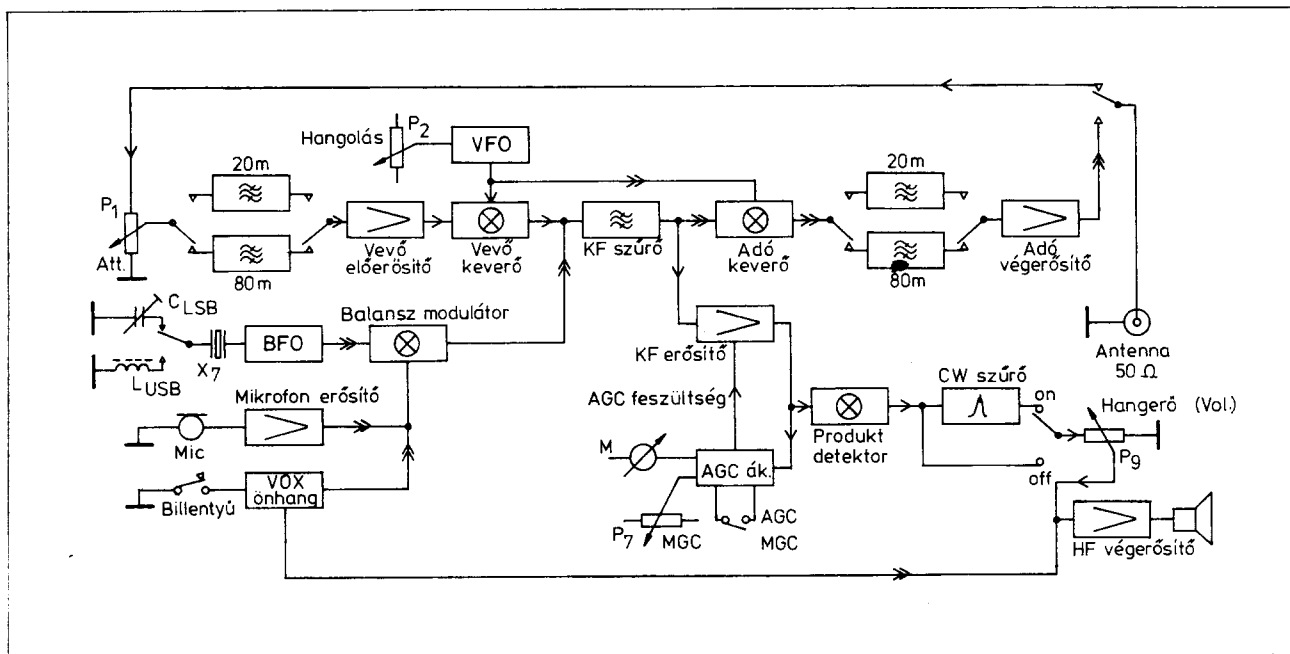 Hangolás
P2
VFO
20m
20m
P1
Att.
80m
Vevő
előerösitő
Vevő
keverő
KF szűrő
Adó
keverő
80m
Adó
végerősítő
CLSB
LUSB
X7
BFO
Balansz modulátor
KF erősítő
Antenna
50 Ω
Mikrofon erősítő
Mic
AGC feszültség
CW szűrő
on
off
Hangerő (Vol.)
P9
Produkt
detektor
M
AGC ák.
Billentyű
VOX
önhang
P7
MGC
AGC
MGC
HF végerősítő